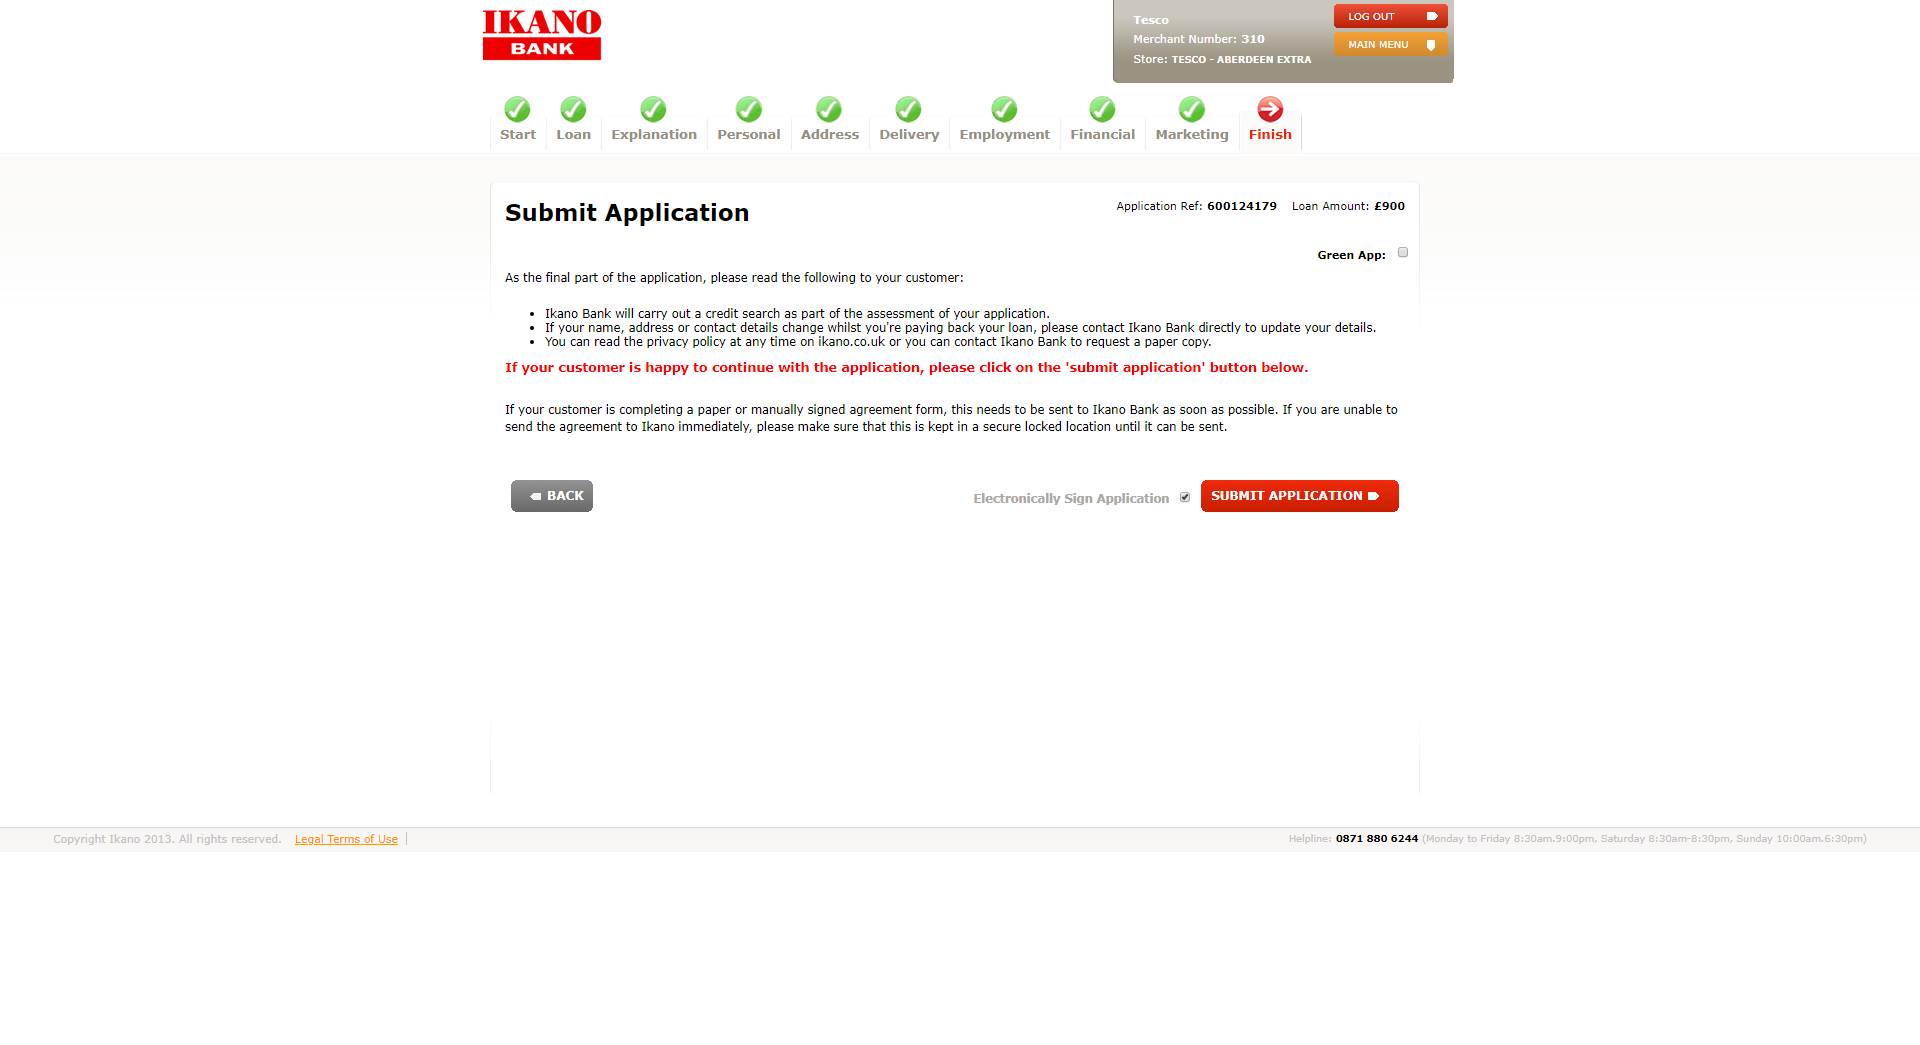 IKANO
BANK
Tesco
Merchant Number: 310
Store: TESCO - ABERDEEN EXTRA
LOG OUT
MAIN MENU
Start Loan Explanation Personal Address Delivery Employment Financial Marketing Finish
Submit Application
Application Ref: 600124179 Loan Amount: £900
Green App:
As the final part of the application, please read the following to your customer:
• Ikano Bank will carry out a credit search as part of the assessment of your application.
• If your name, address or contact details change whilst you're paying back your loan, please contact Ikano Bank directly to update your details.
• You can read the privacy policy at any time on ikano.co.uk or you can contact Ikano Bank to request a paper copy.
If your customer is happy to continue with the application, please click on the 'submit application' button below.
If your customer is completing a paper or manually signed agreement form, this needs to be sent to Ikano Bank as soon as possible. If you are unable to
send the agreement to Ikano immediately, please make sure that this is kept in a secure locked location until it can be sent.
BACK
Electronically Sign Application
SUBMIT APPLICATION
Copyright Ikano 2013. All rights reserved. Legal Terms of Use
Helpline: 0871 880 6244 (Monday to Friday 8:30am.9:00pm, Saturday 8:30am-8:30pm, Sunday 10:00am.6:30pm)